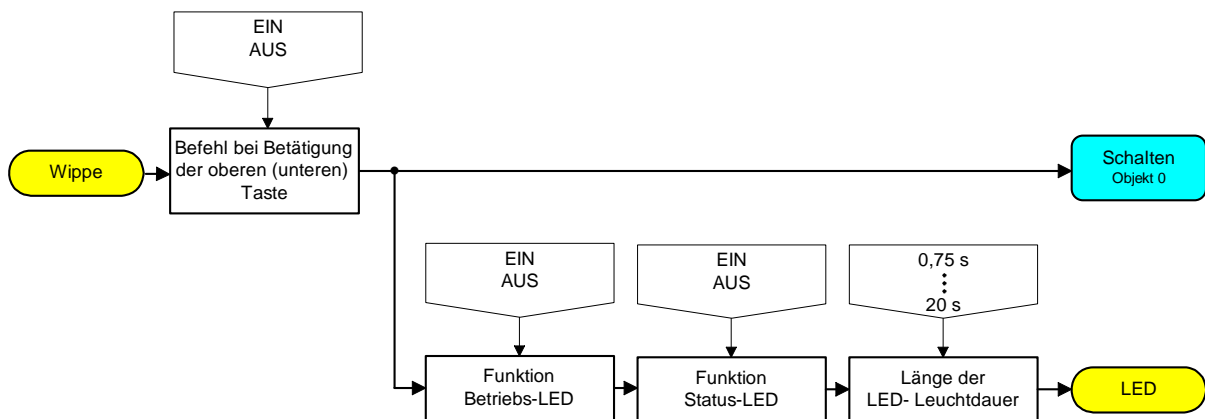 EIN
AUS
Wippe
Befehl bei Betätigung
der oberen (unteren)
Taste
Schalten
Objekt 0
EIN
AUS
EIN
AUS
0,75 s
20 s
Funktion
Betriebs-LED
Funktion
Status-LED
Länge der
LED- Leuchtdauer
LED